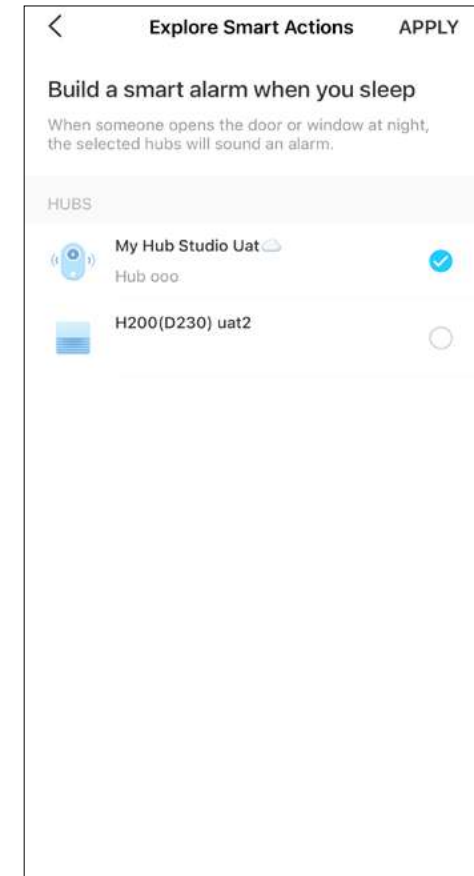 Explore Smart Actions APPLY
Build a smart alarm when you sleep
When someone opens the door or window at night,
the selected hubs will sound an alarm.
HUBS
My Hub Studio Uat
Hub ooo
H200(D230) uat2